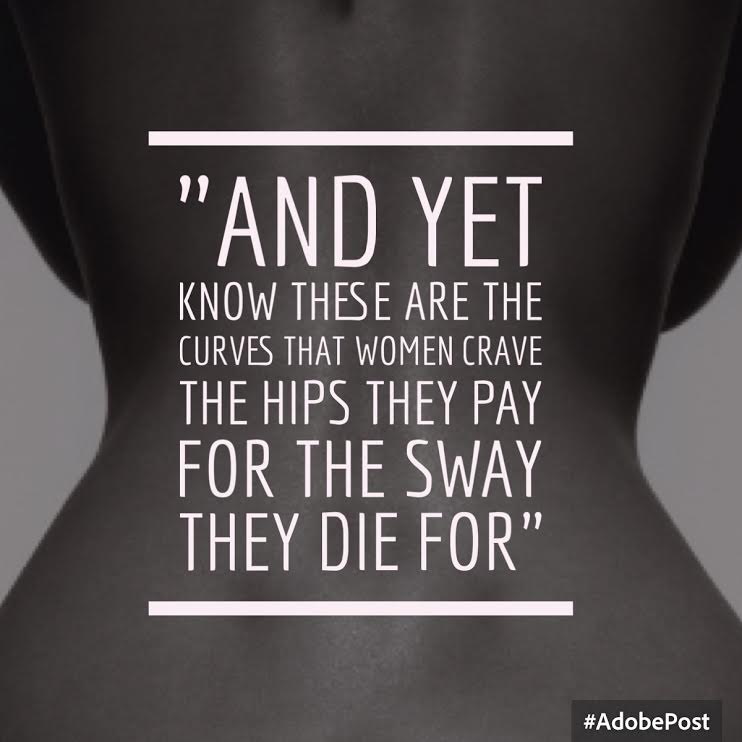 "AND YET
KNOW THESE ARE THE
CURVES THAT WOMEN CRAVE
THE HIPS THEY PAY
FOR THE SWAY
THEY DIE FOR"
#AdobePost